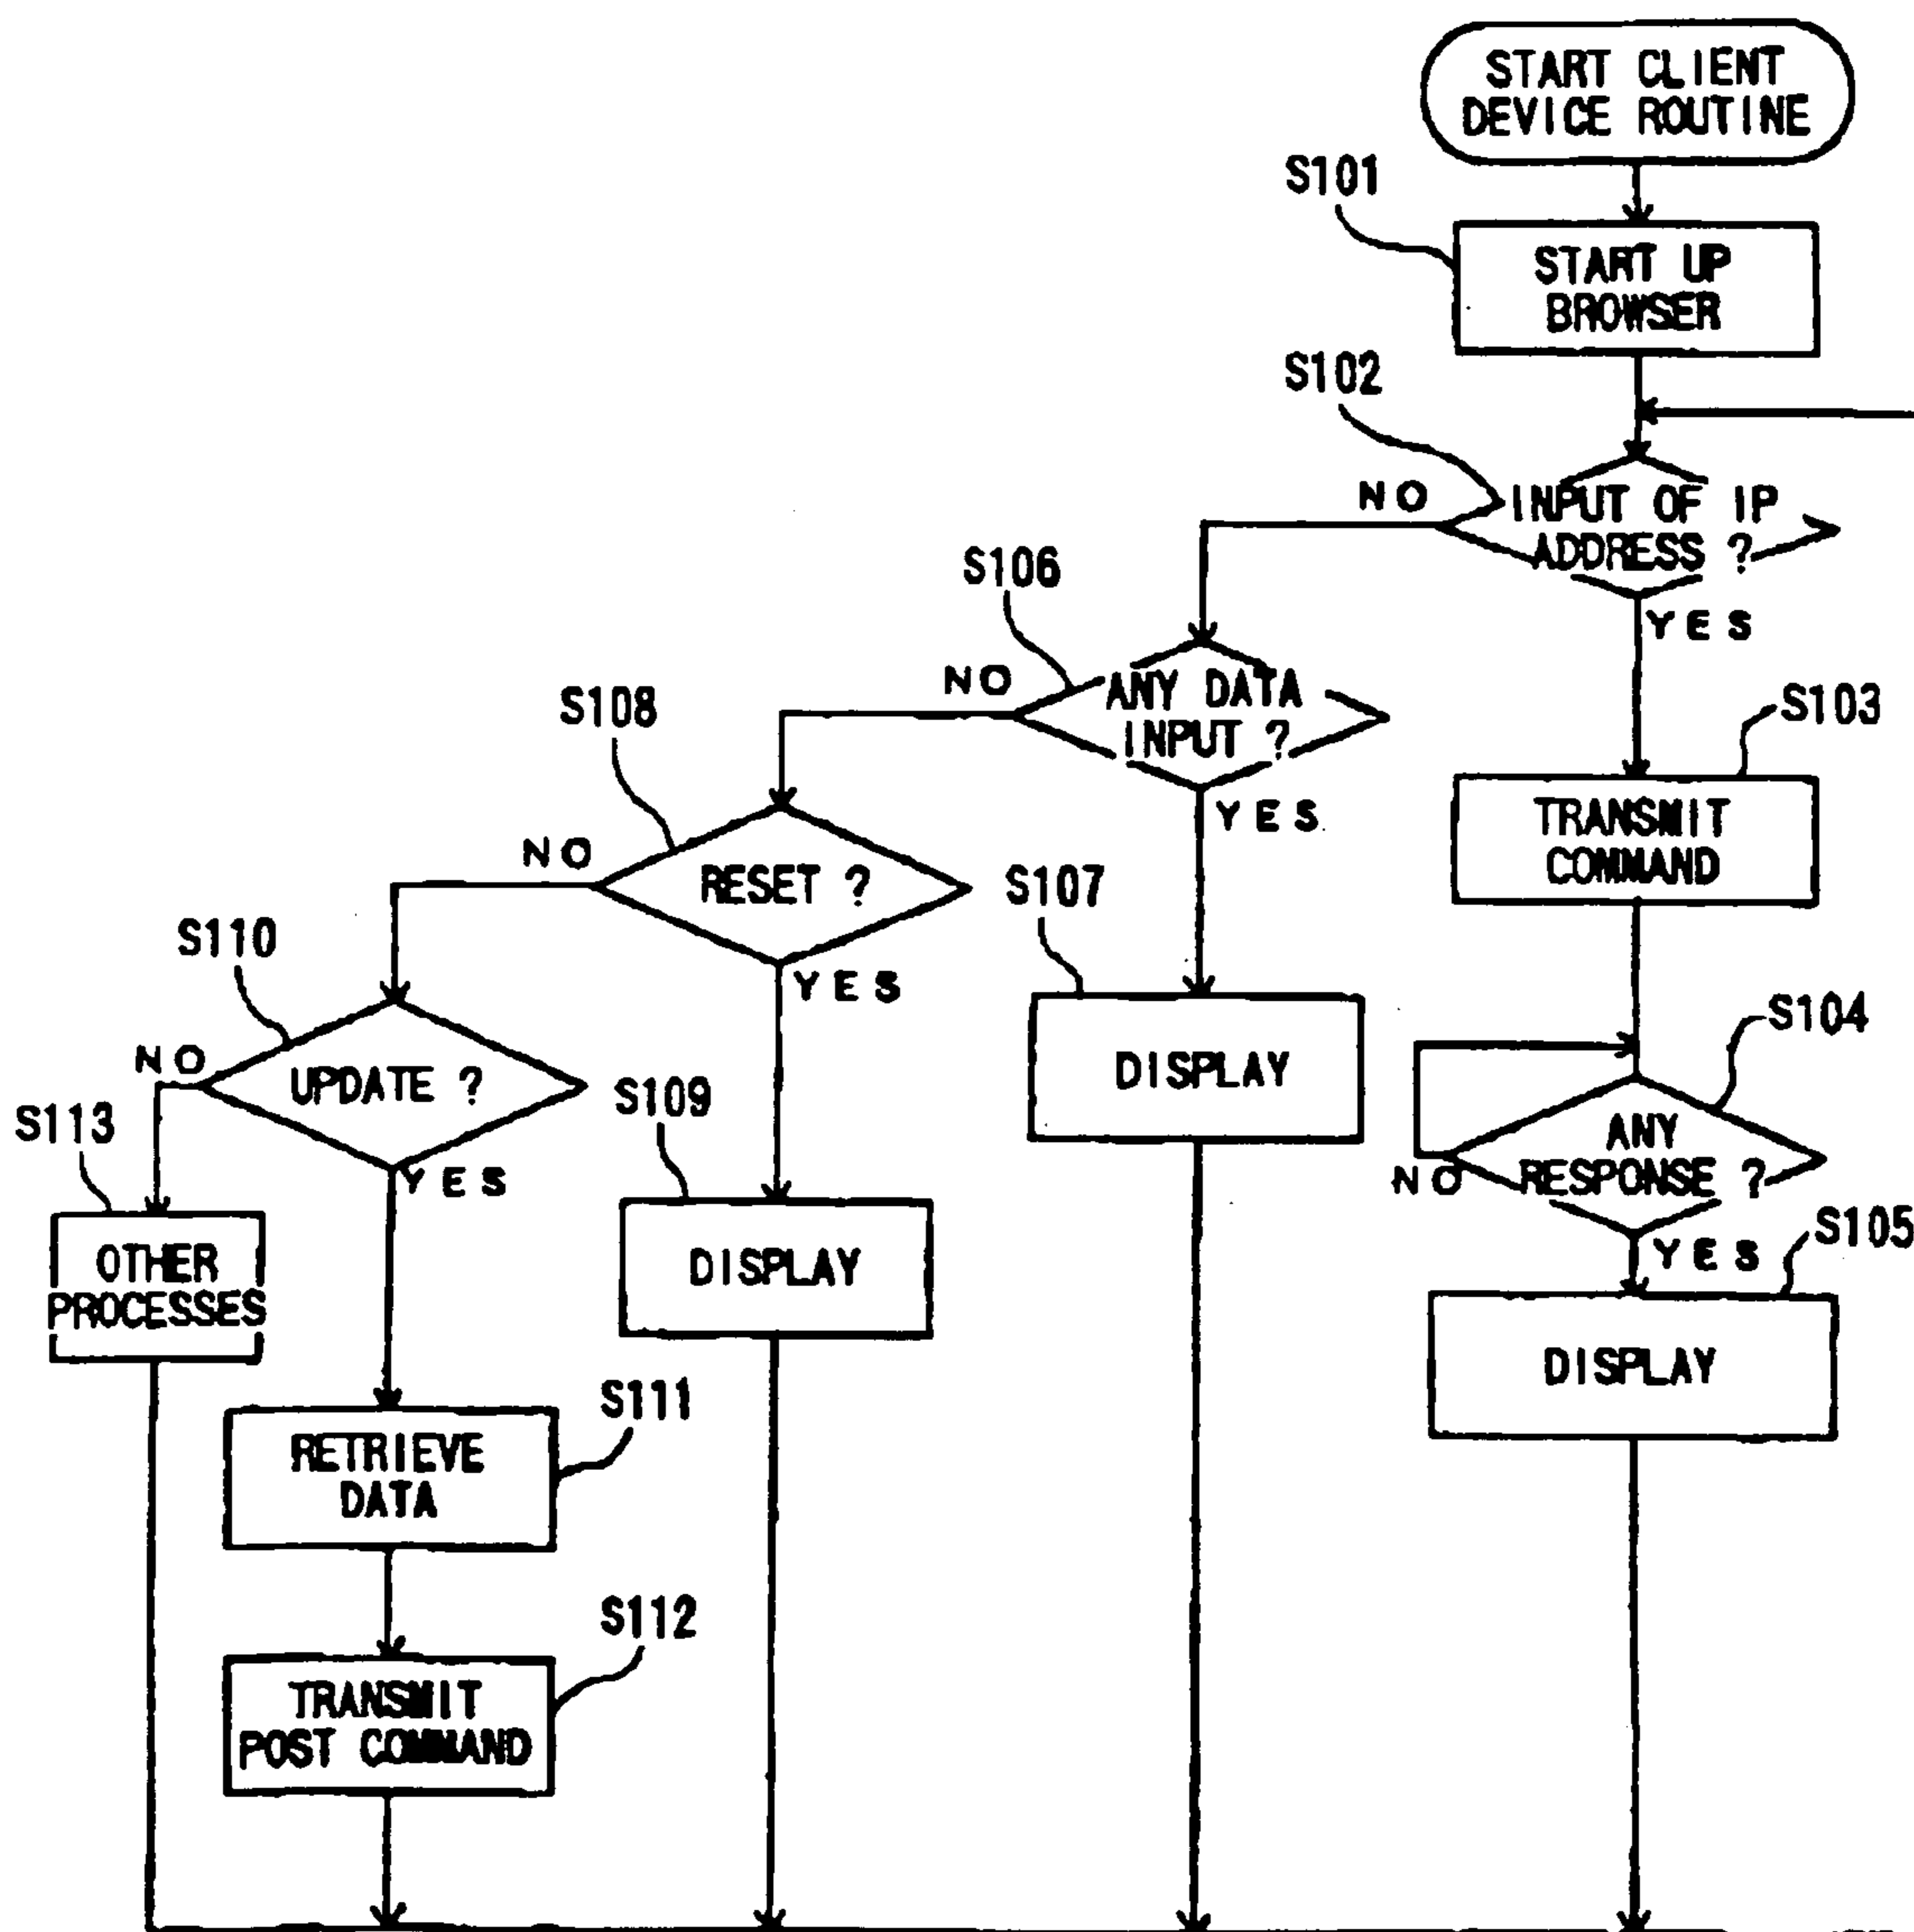 START CLIENT
DEVICE ROUTINE
S101
START UP
BROWSER
S102
NO
INPUT OF IP
ADDRESS ?
YES
S106
NO
ANY DATA
INPUT ?
YES
S103
TRANSMIT
COMMAND
S108
NO
RESET ?
YES
S107
DISPLAY
S104
ANY
RESPONSE ?
NO
YES
S105
DISPLAY
S110
NO
UPDATE ?
YES
S109
DISPLAY
S113
OTHER
PROCESSES
S111
RETRIEVE
DATA
S112
TRANSMIT
POST COMMAND